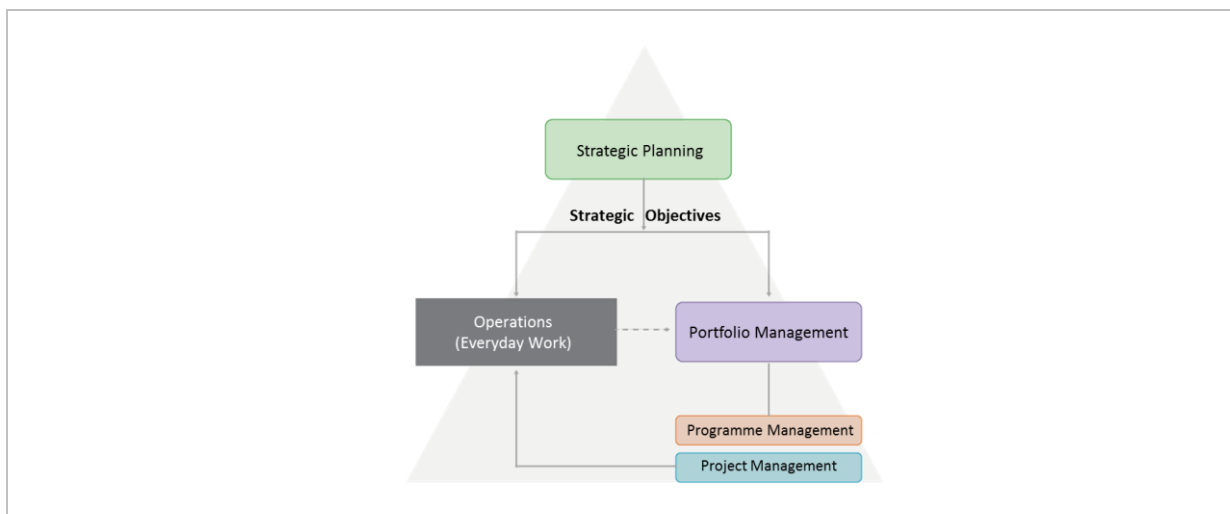 Strategic Planning
Strategic Objectives
Operations
(Everyday Work)
Portfolio Management
Programme Management
Project Management